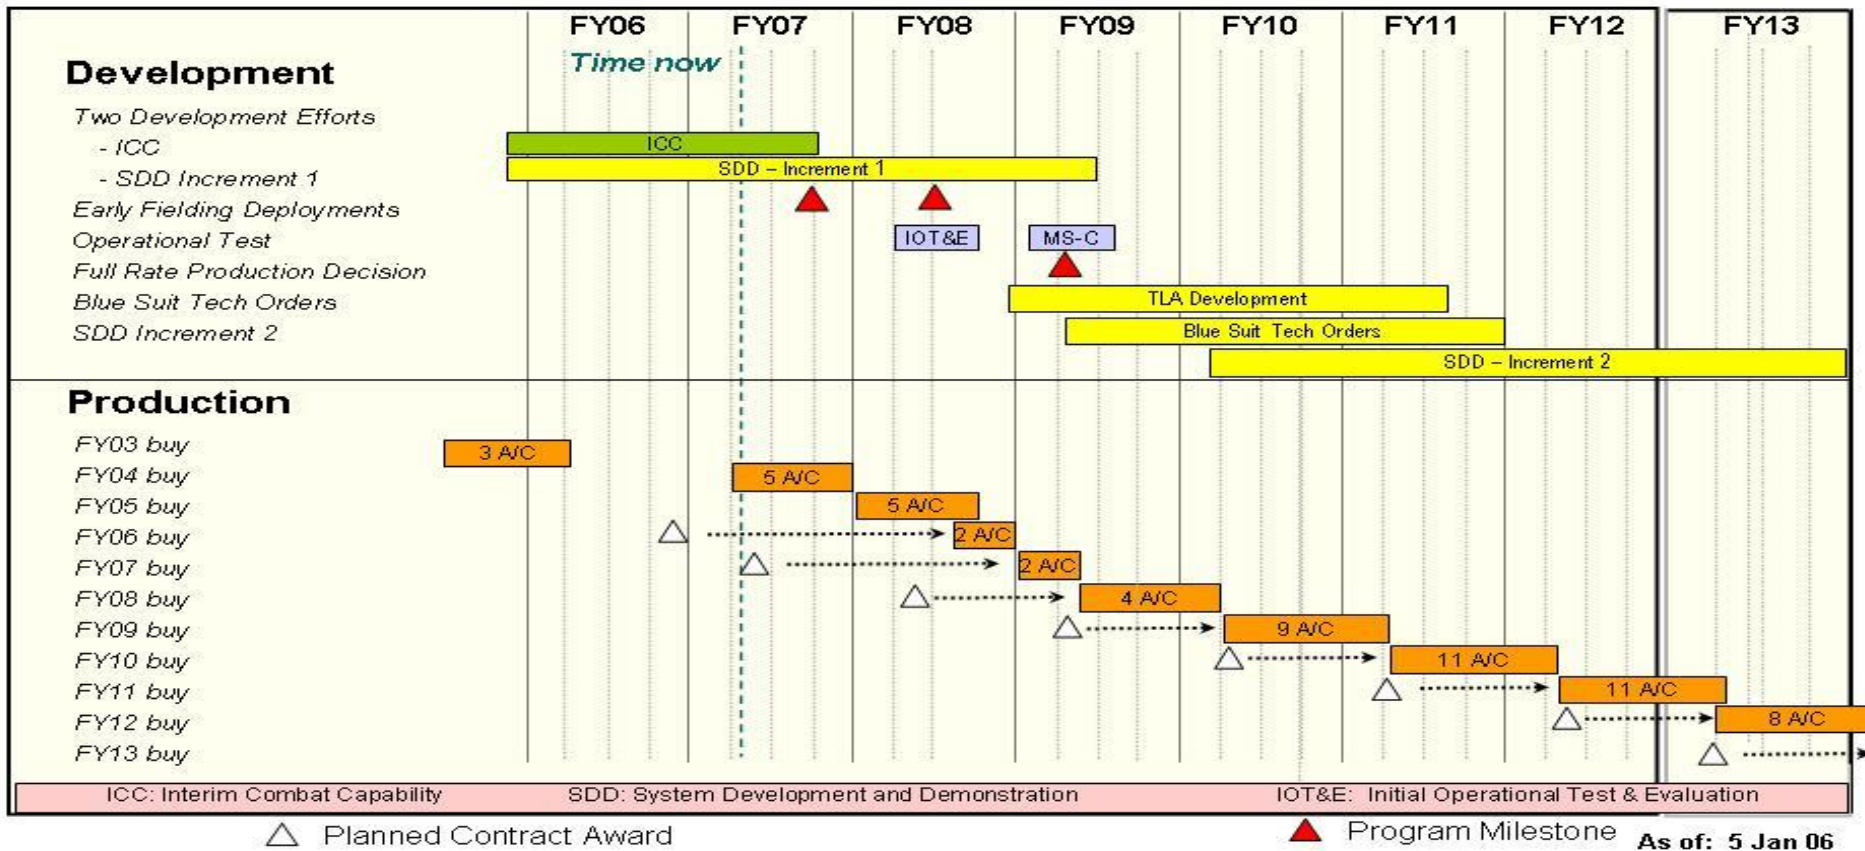 FY06 FY07 FY08 FY09 FY10 FY11 FY12 FY13
Time now
Development
Two Development Efforts
- ICC
ICC
- SDD Increment 1
SDD – Increment 1
Early Fielding Deployments
Operational Test
IOT&E
MS-C
Full Rate Production Decision
Blue Suit Tech Orders
TLA Development
SDD Increment 2
Blue Suit Tech Orders
SDD – Increment 2
Production
FY03 buy
3 A/C
FY04 buy
5 A/C
FY05 buy
5 A/C
FY06 buy
2 A/C
FY07 buy
2 A/C
FY08 buy
4 A/C
FY09 buy
9 A/C
FY10 buy
11 A/C
FY11 buy
11 A/C
FY12 buy
8 A/C
FY13 buy
ICC: Interim Combat Capability SDD: System Development and Demonstration IOT&E: Initial Operational Test & Evaluation
Planned Contract Award
Program Milestone
As of: 5 Jan 06